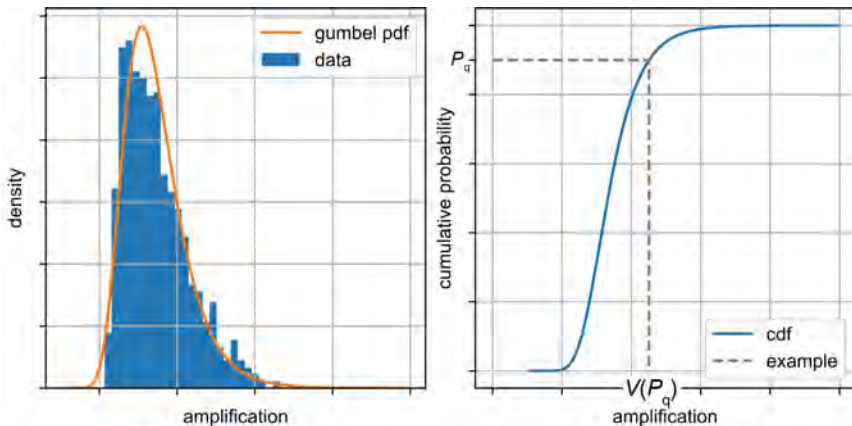 density
gumbel pdf
data
amplification
cumulative probability
P_q
cdf
example
V(P_q)
amplification